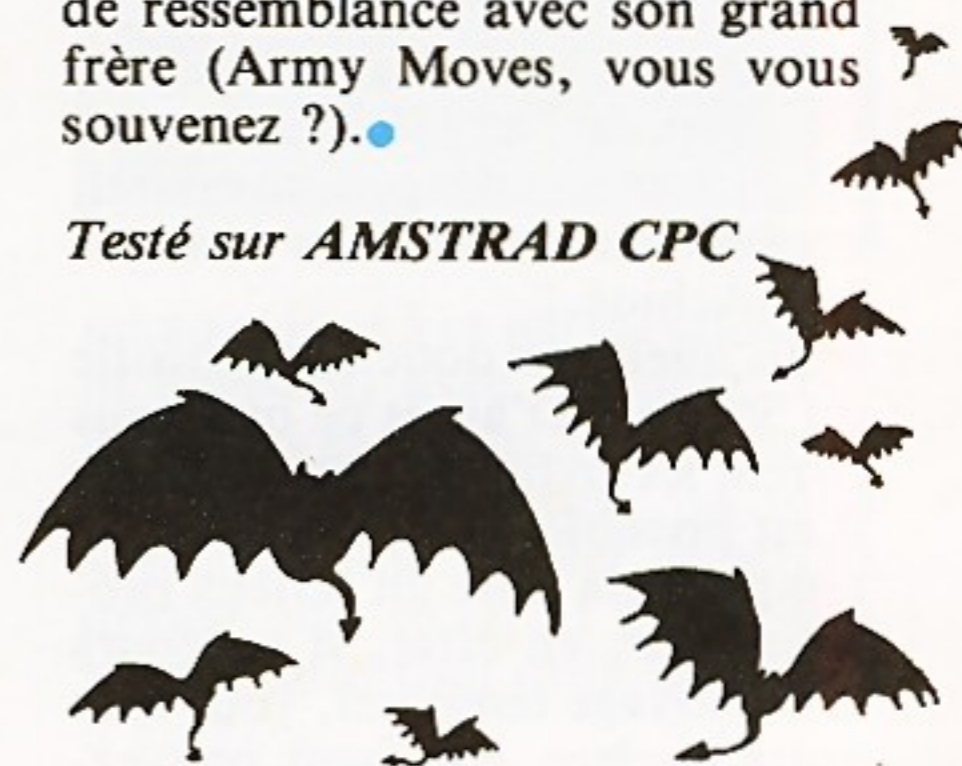 de ressemblance avec son grand
frère (Army Moves, vous vous
souvenez ?).
Testé sur AMSTRAD CPC